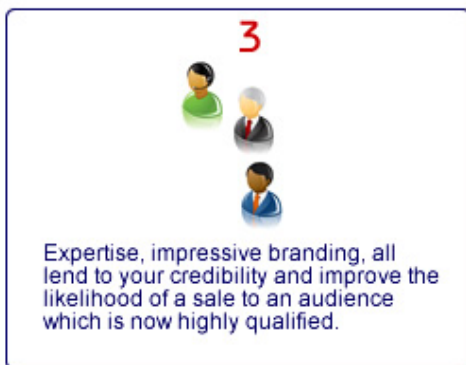 3
Expertise, impressive branding, all
lend to your credibility and improve the
likelihood of a sale to an audience
which is now highly qualified.